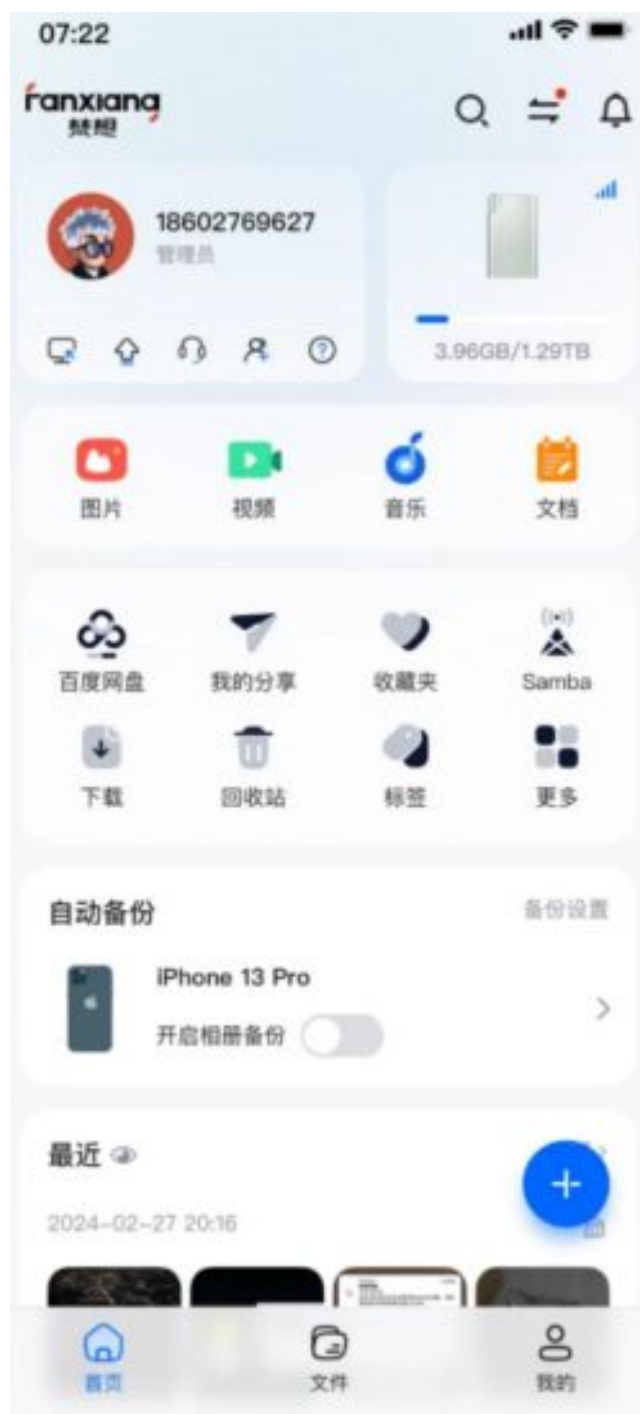 07:22
fanxiang
梵想
18602769627
管理员
3.96GB/1.29TB
图片 视频 音乐 文档
百度网盘 我的分享 收藏夹 Samba
下载 回收站 标签 更多
自动备份 备份设置
iPhone 13 Pro
开启相册备份
最近
2024-02-27 20:16
首页 文件 我的